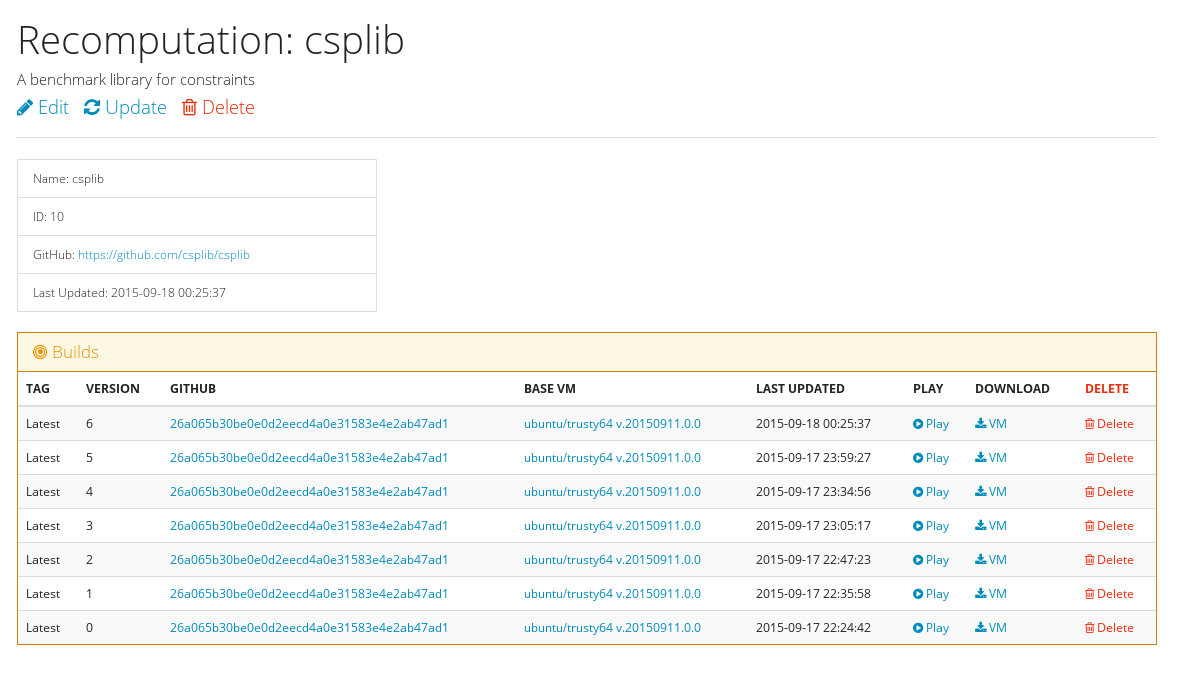 Recomputation: csplib
A benchmark library for constraints
Edit Update Delete
Name: csplib
ID: 10
GitHub: https://github.com/csplib/csplib
Last Updated: 2015-09-18 00:25:37
Builds
TAG VERSION GITHUB BASE VM LAST UPDATED PLAY DOWNLOAD DELETE
Latest 6 26a065b30be0e0d2eecd4a0e31583e4e2ab47ad1 ubuntu/trusty64 v.20150911.0.0 2015-09-18 00:25:37 Play VM Delete
Latest 5 26a065b30be0e0d2eecd4a0e31583e4e2ab47ad1 ubuntu/trusty64 v.20150911.0.0 2015-09-17 23:59:27 Play VM Delete
Latest 4 26a065b30be0e0d2eecd4a0e31583e4e2ab47ad1 ubuntu/trusty64 v.20150911.0.0 2015-09-17 23:34:56 Play VM Delete
Latest 3 26a065b30be0e0d2eecd4a0e31583e4e2ab47ad1 ubuntu/trusty64 v.20150911.0.0 2015-09-17 23:05:17 Play VM Delete
Latest 2 26a065b30be0e0d2eecd4a0e31583e4e2ab47ad1 ubuntu/trusty64 v.20150911.0.0 2015-09-17 22:47:23 Play VM Delete
Latest 1 26a065b30be0e0d2eecd4a0e31583e4e2ab47ad1 ubuntu/trusty64 v.20150911.0.0 2015-09-17 22:35:58 Play VM Delete
Latest 0 26a065b30be0e0d2eecd4a0e31583e4e2ab47ad1 ubuntu/trusty64 v.20150911.0.0 2015-09-17 22:24:42 Play VM Delete